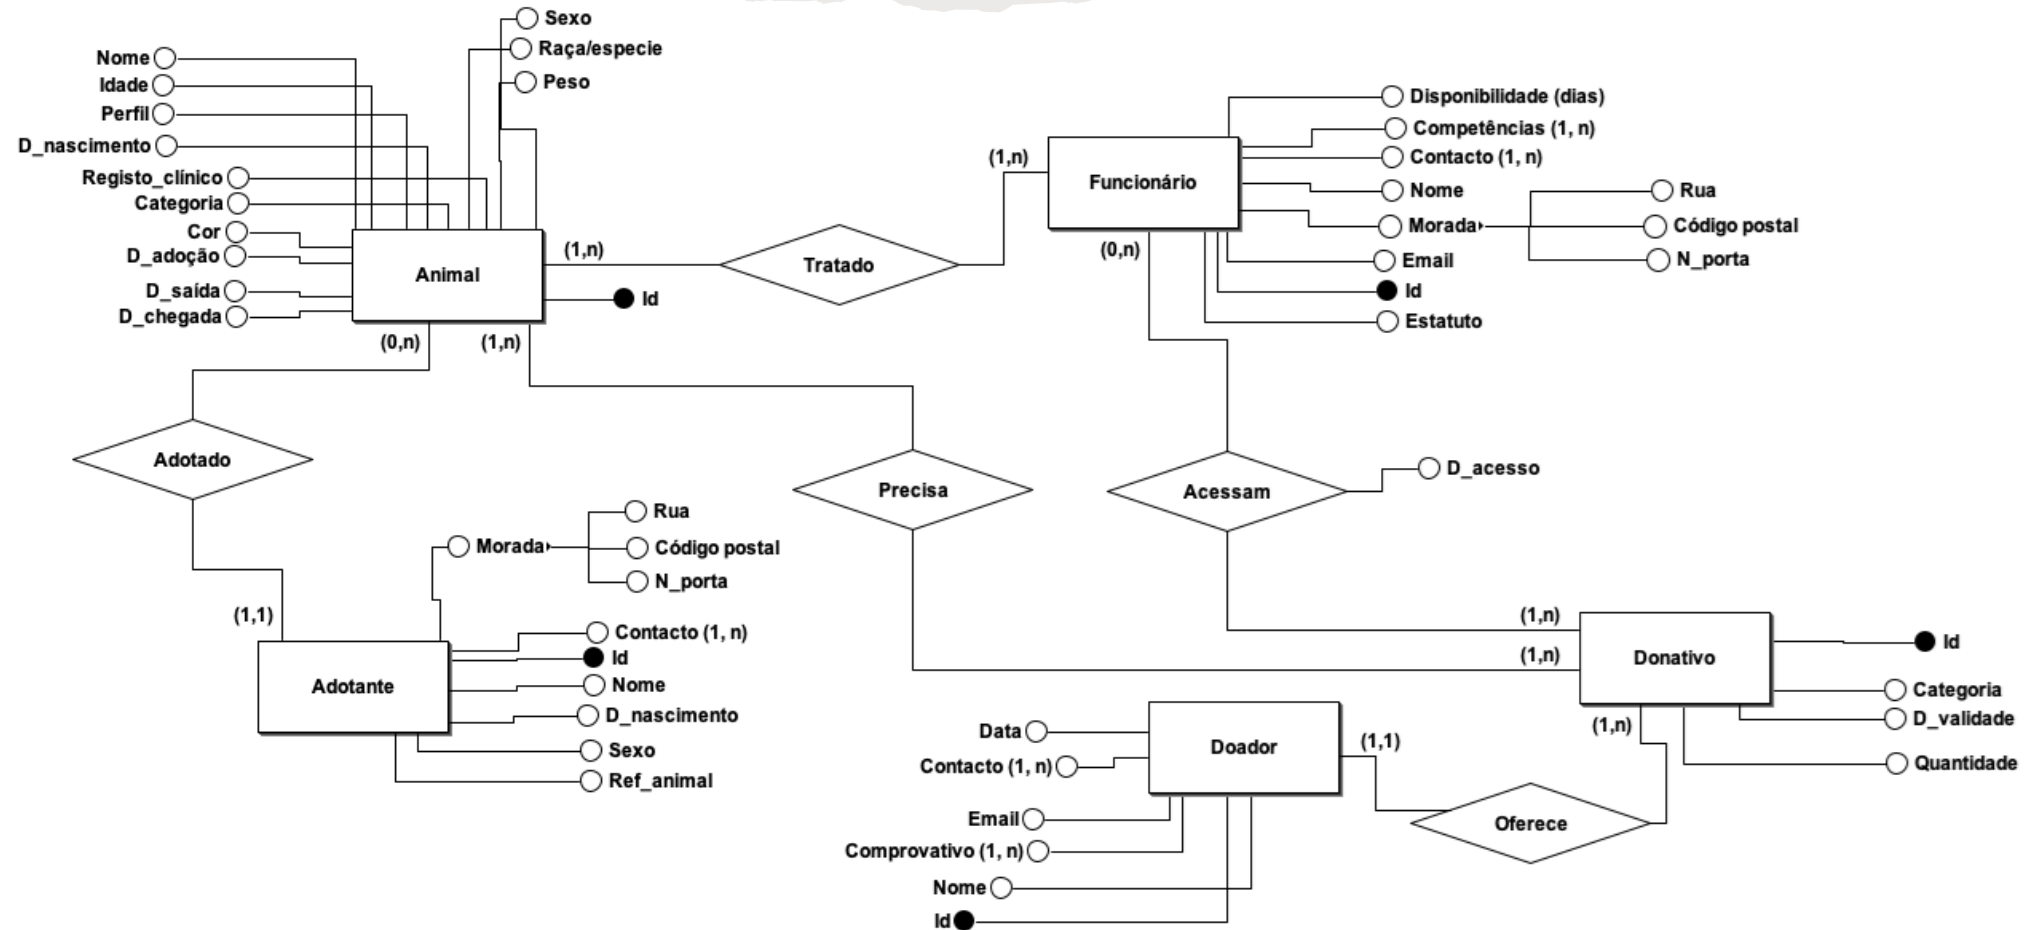 Sexo
Raça/especie
Peso
Nome
Idade
Perfil
D_nascimento
Registo_clínico
Categoria
Cor
D_adoção
D_saída
D_chegada
Animal
(1,n)
Id
(0,n)
(1,n)
Tratado
(1,n)
Funcionário
(0,n)
Disponibilidade (dias)
Competências (1, n)
Contacto (1, n)
Nome
Morada
Rua
Código postal
N_porta
Email
Id
Estatuto
Adotado
Precisa
Acessam
D_acesso
Morada
Rua
Código postal
N_porta
(1,1)
Adotante
Contacto (1, n)
Id
Nome
D_nascimento
Sexo
Ref_animal
(1,n)
(1,n)
Donativo
(1,n)
Id
Categoria
D_validade
Quantidade
Data
Contacto (1, n)
Email
Comprovativo (1, n)
Nome
Id
Doador
(1,1)
Oferece